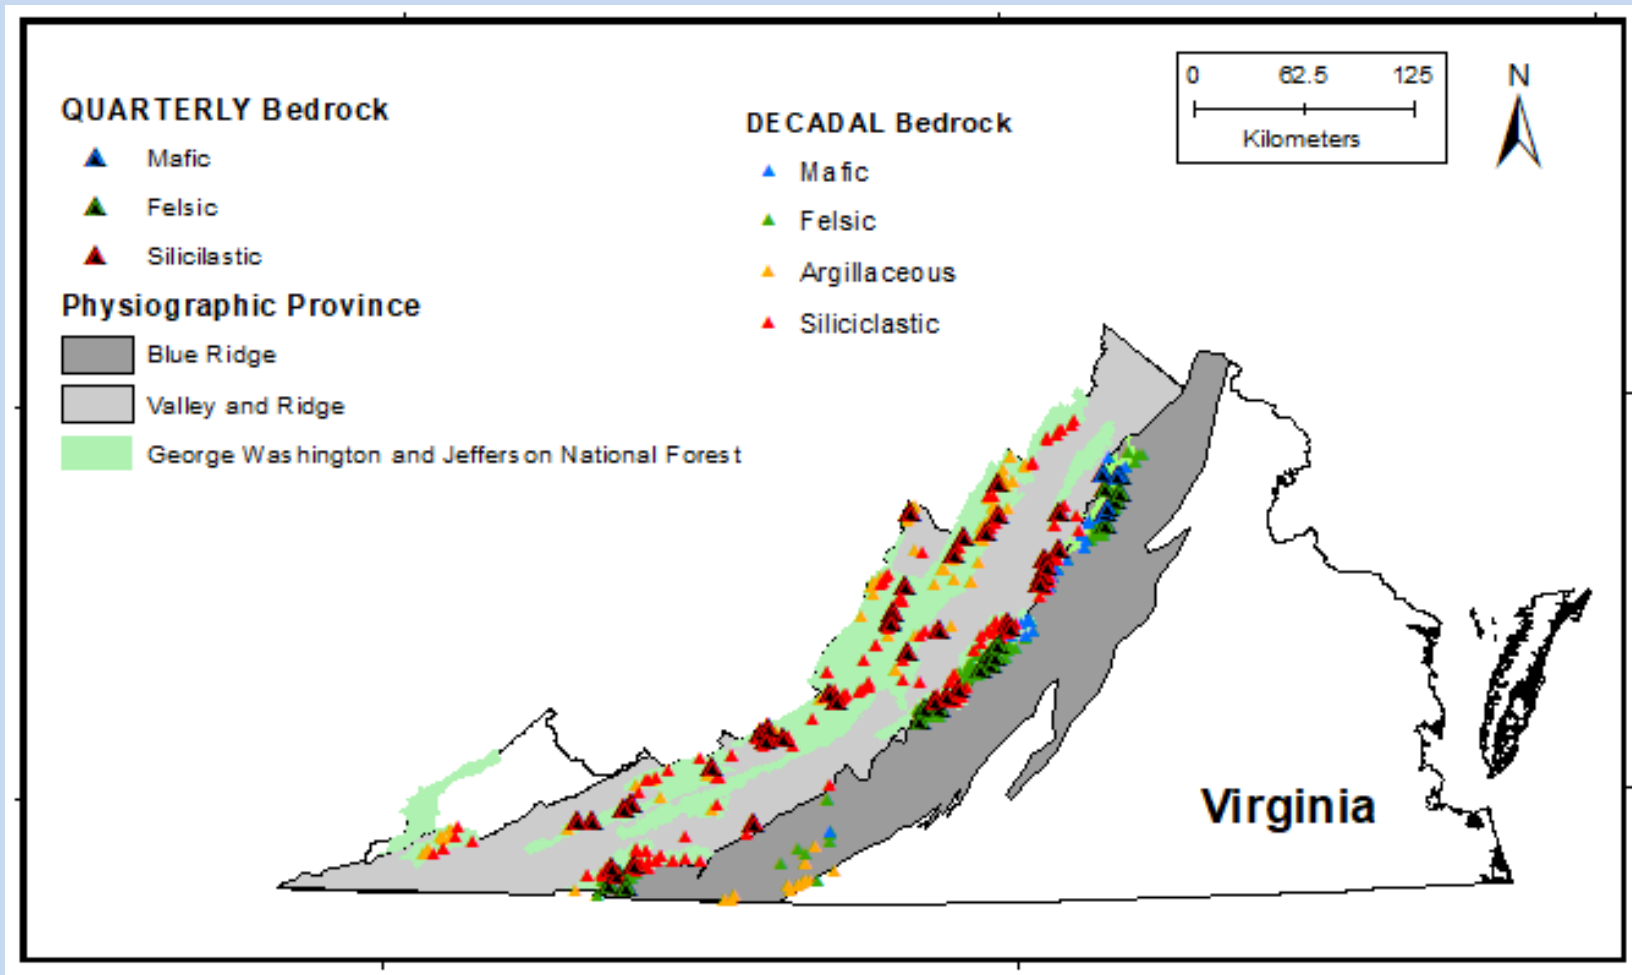 QUARTERLY Bedrock
Mafic
Felsic
Silicilastic
Physiographic Province
Blue Ridge
Valley and Ridge
George Washington and Jefferson National Forest
DECADAL Bedrock
Mafic
Felsic
Argillaceous
Siliciclastic
0 62.5 125
Kilometers
N
Virginia